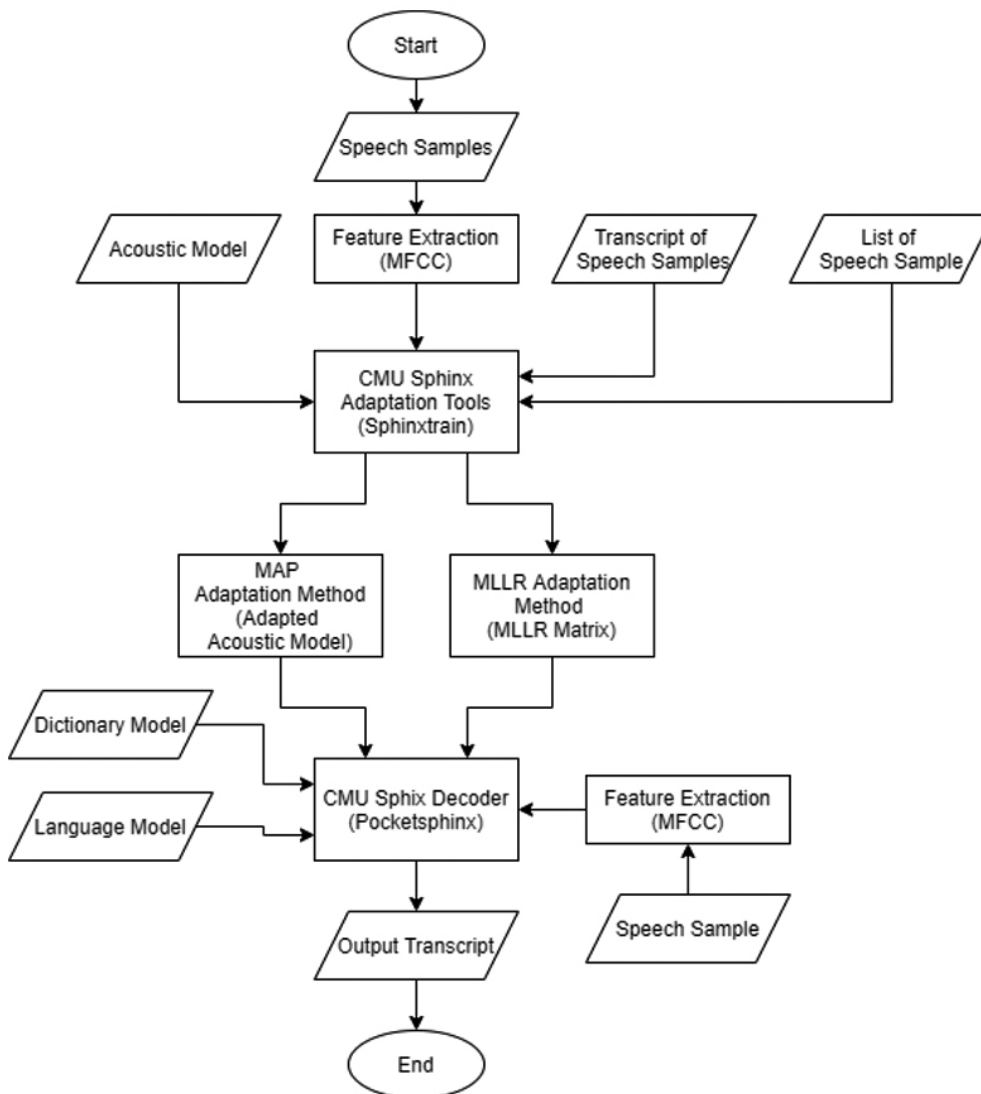 Start
Speech Samples
Acoustic Model
Feature Extraction
(MFCC)
Transcript of
Speech Samples
List of
Speech Sample
CMU Sphinx
Adaptation Tools
(Sphinxtrain)
MAP
Adaptation Method
(Adapted
Acoustic Model)
MLLR Adaptation
Method
(MLLR Matrix)
Dictionary Model
Language Model
CMU Sphix Decoder
(Pocketsphinx)
Feature Extraction
(MFCC)
Speech Sample
Output Transcript
End